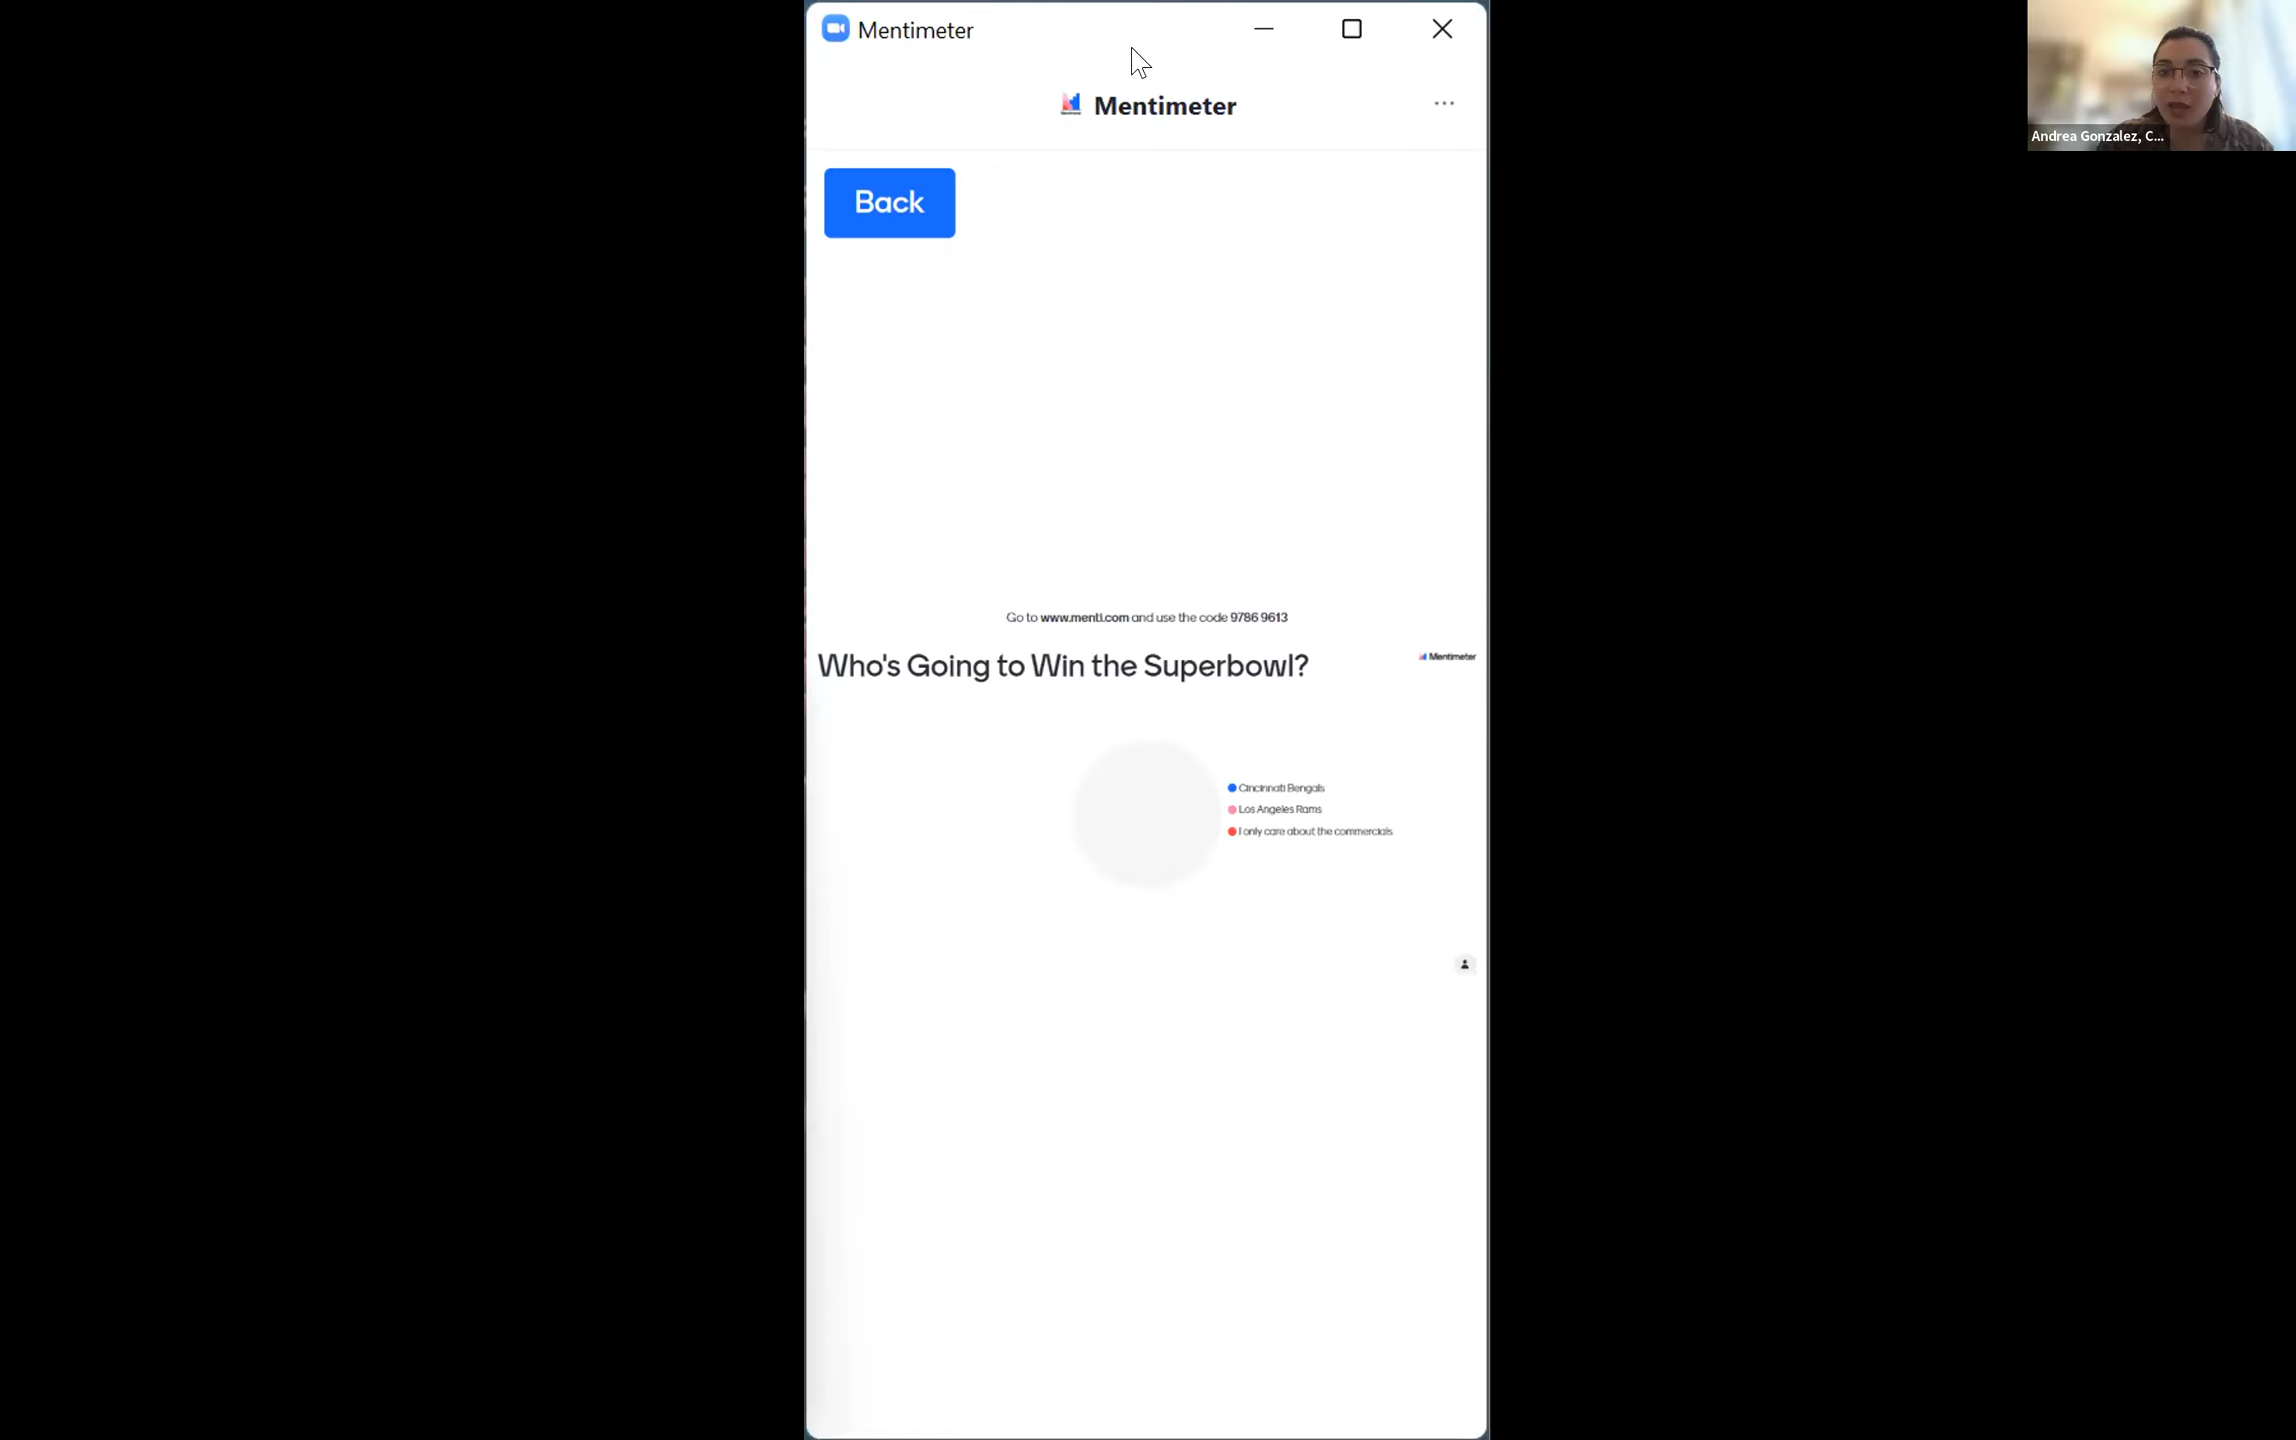 Mentimeter
Mentimeter
Andrea Gonzalez, C...
Back
Go to www.menti.com and use the code 9786 9613
Who's Going to Win the Superbowl?
Mentimeter
Cincinnati Bengals
Los Angeles Rams
I only care about the commercials